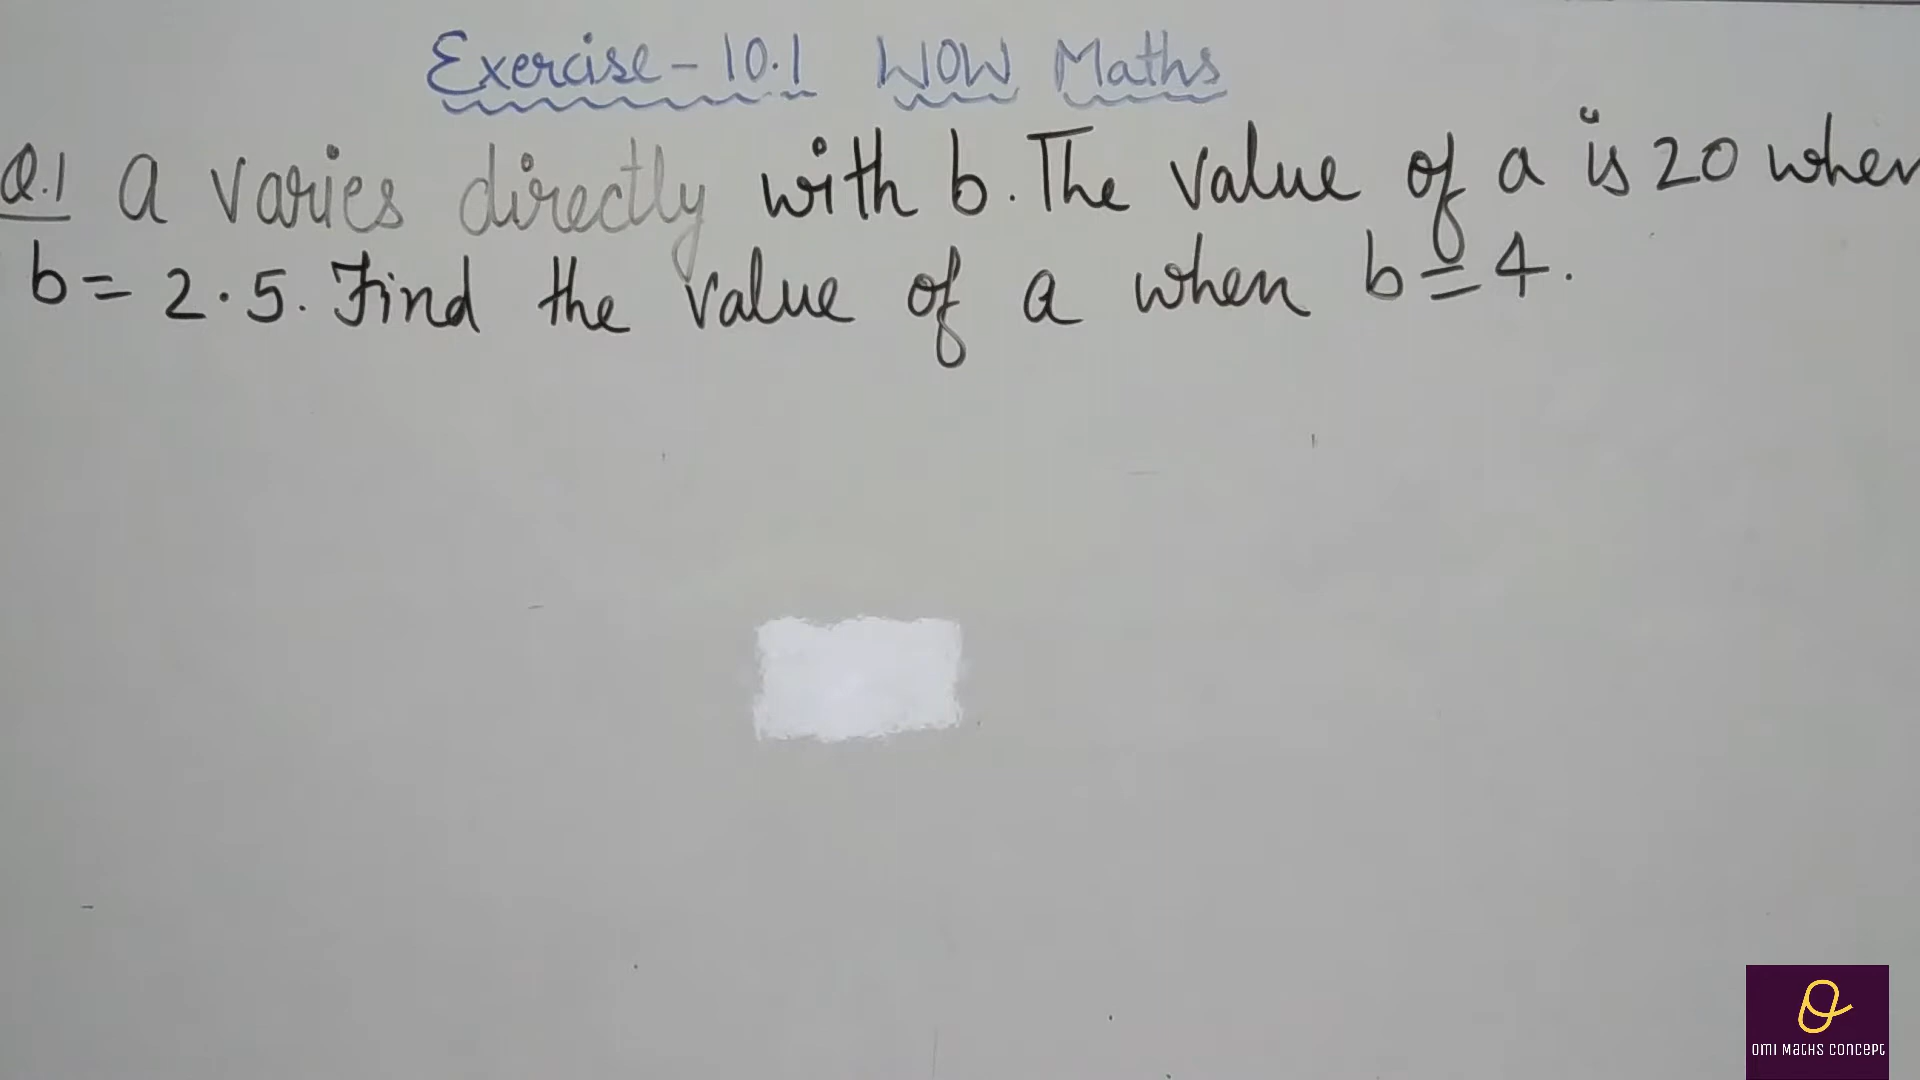 Exercise - 10.1 WOW Maths
Q.1 a varies directly with b. The value of a is 20 when
b = 2.5. Find the value of a when b = 4.
OMI MATHS CONCEPT